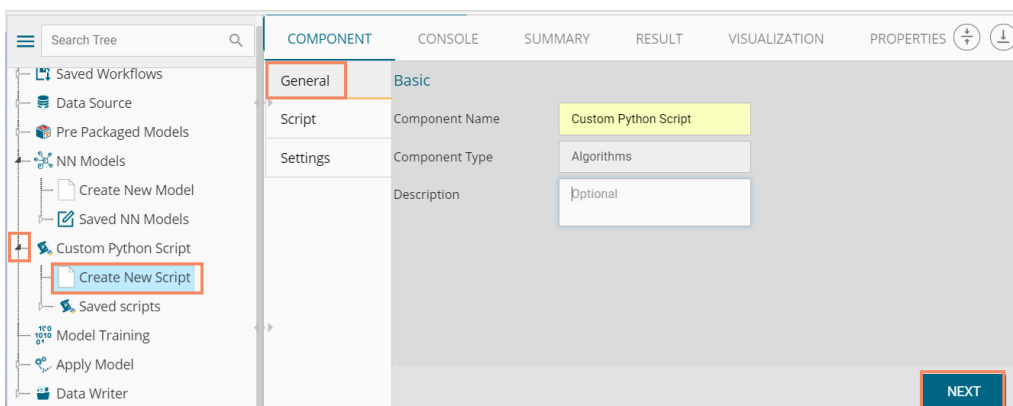 Search Tree
COMPONENT CONSOLE SUMMARY RESULT VISUALIZATION PROPERTIES
Saved Workflows
Data Source
Pre Packaged Models
NN Models
Create New Model
Saved NN Models
Custom Python Script
Create New Script
Saved scripts
Model Training
Apply Model
Data Writer
General
Script
Settings
Basic
Component Name Custom Python Script
Component Type Algorithms
Description Optional
NEXT